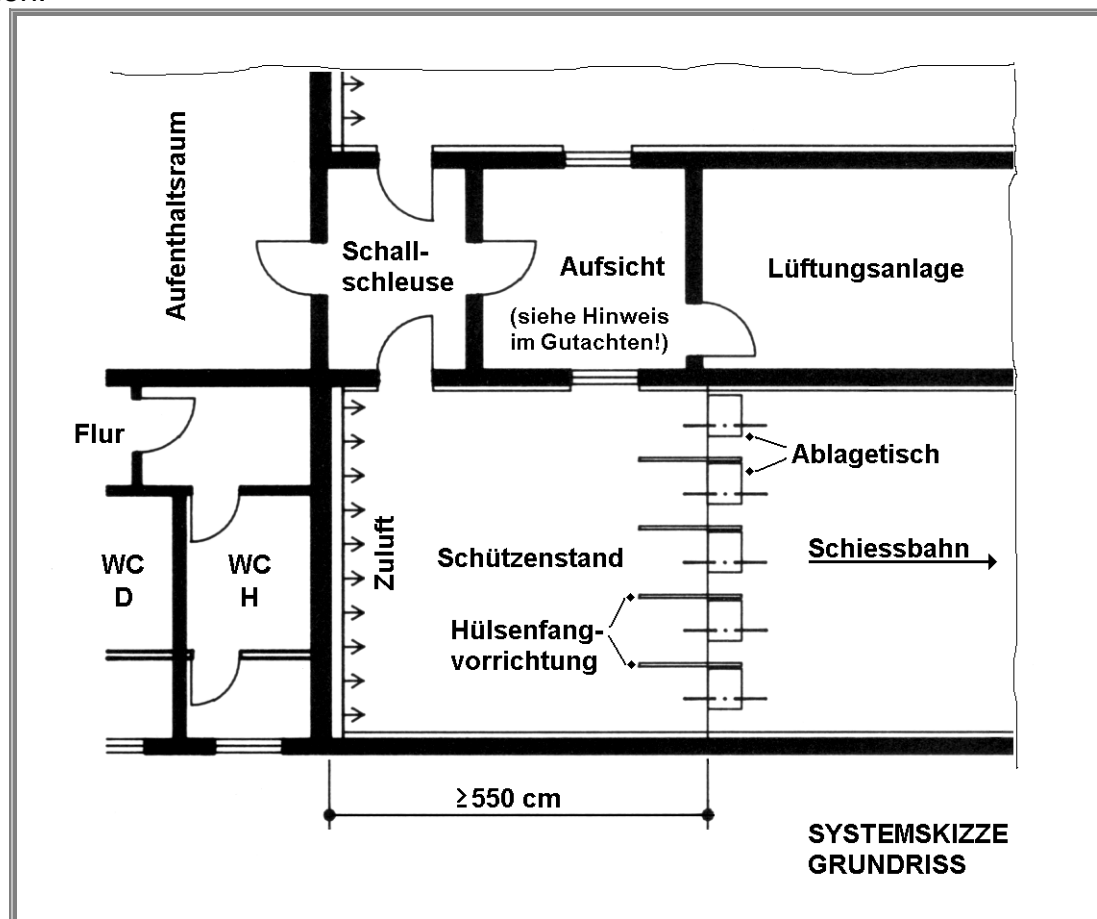 Aufenthaltsraum
Schall-
schleuse
Aufsicht
(siehe Hinweis
im Gutachten!)
Lüftungsanlage
Flur
Ablagetisch
Zuluft
Schützenstand
Schiessbahn
WC
D
WC
H
Hülsenfang-
vorrichtung
≥550 cm
SYSTEMSKIZZE
GRUNDRISS